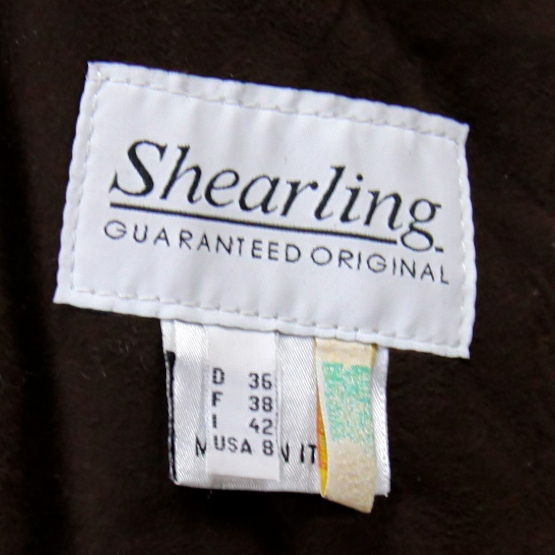 Shearling
GUARANTEED ORIGINAL
D 36
F 38
I 42
USA 8